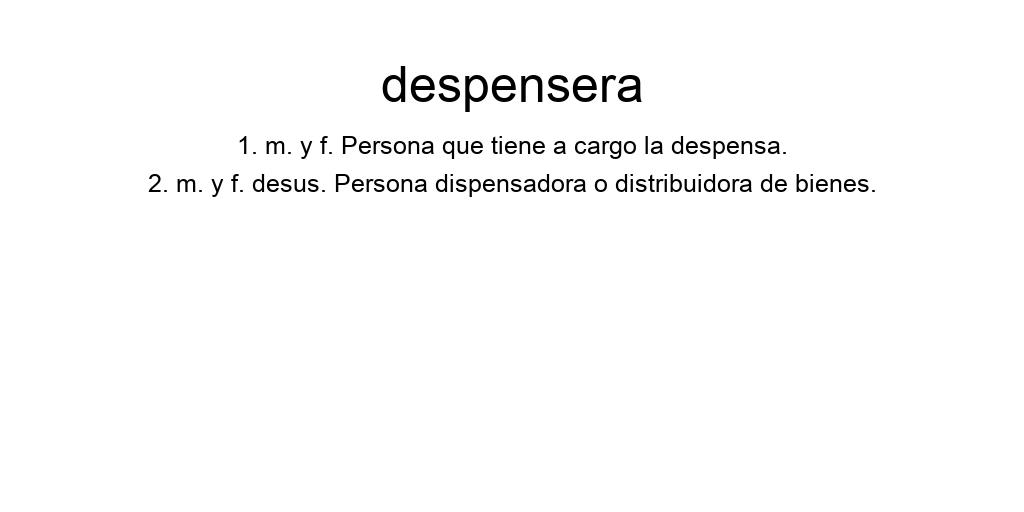 despensera
1. m. y f. Persona que tiene a cargo la despensa.
2. m. y f. desus. Persona dispensadora o distribuidora de bienes.